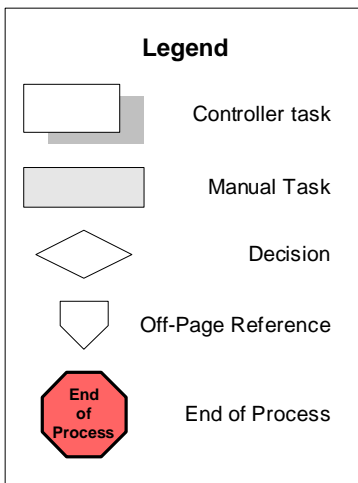 Legend
Controller task
Manual Task
Decision
Off-Page Reference
End
of
Process
End of Process